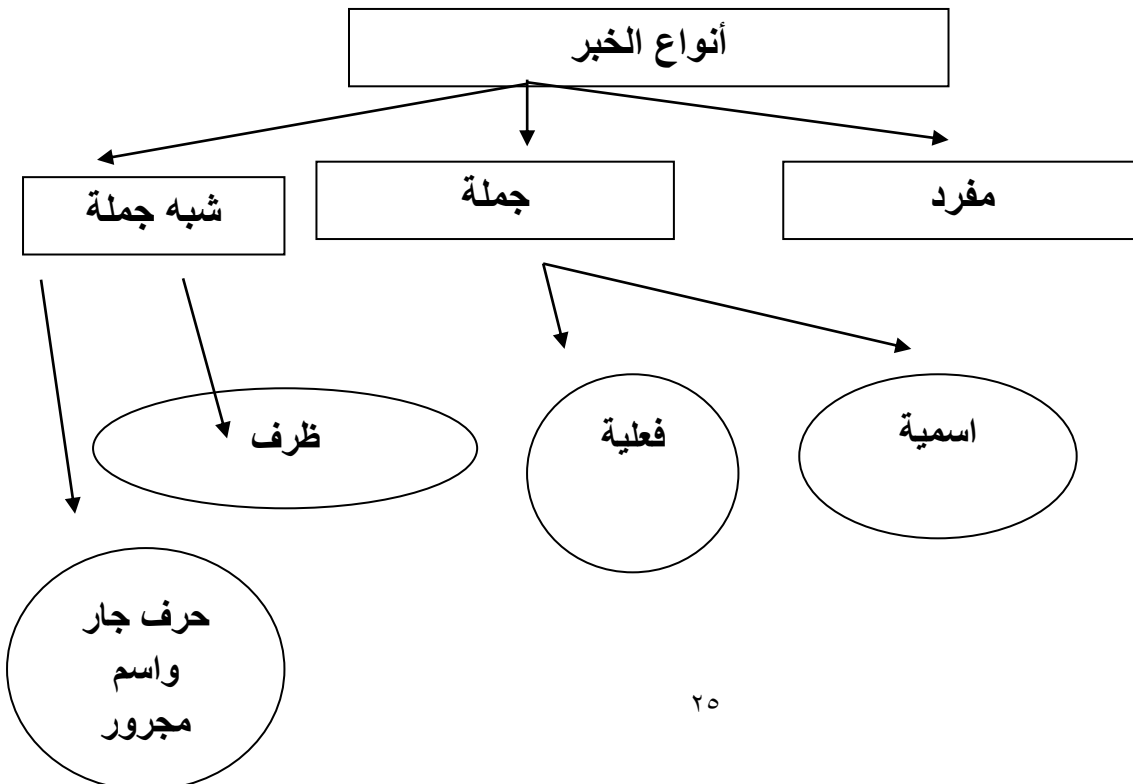 أنواع الخبر
مفرد
جملة
شبه جملة
اسمية
فعلية
ظرف
حرف جار
واسم
مجرور
٢٥